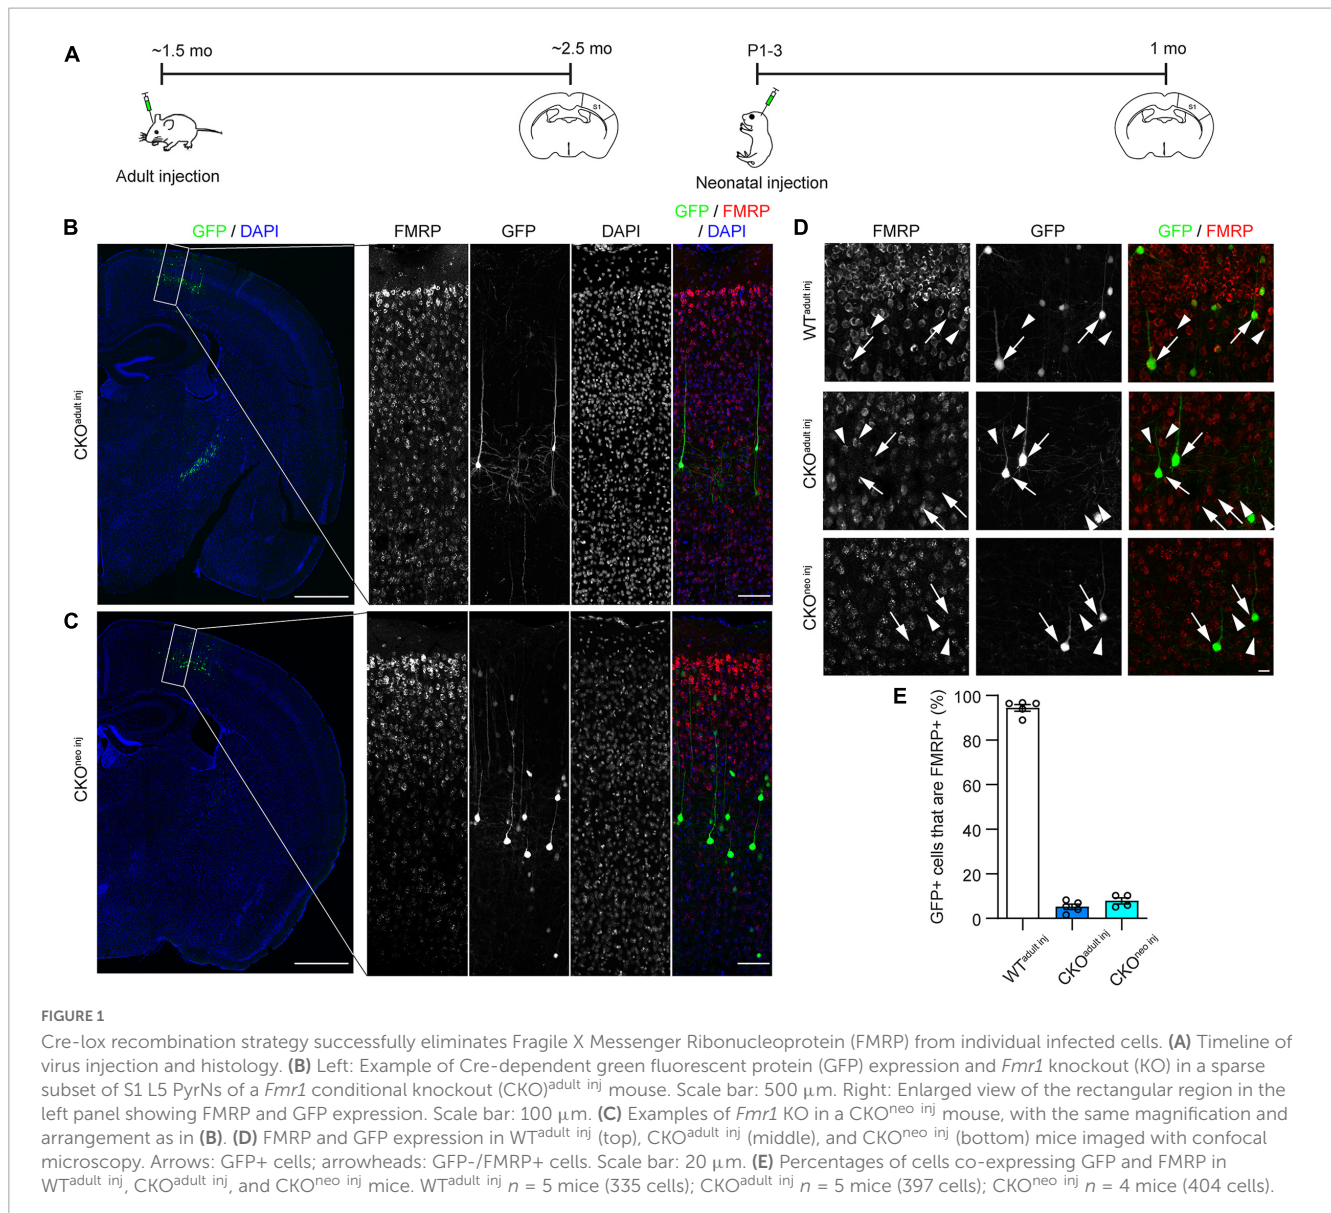 A
~1.5 mo
~2.5 mo
P1-3
1 mo
S1
S1
Adult injection
Neonatal injection
B
GFP / DAPI
FMRP
GFP
DAPI
GFP / FMRP
/ DAPI
CKOadult inj
C
CKOneo inj
D
FMRP
GFP
GFP / FMRP
WTadult inj
CKOadult inj
CKOneo inj
E
GFP+ cells that are FMRP+ (%)
100
80
60
40
20
0
WTadult inj
CKOadult inj
CKOneo inj
FIGURE 1
Cre-lox recombination strategy successfully eliminates Fragile X Messenger Ribonucleoprotein (FMRP) from individual infected cells. (A) Timeline of
virus injection and histology. (B) Left: Example of Cre-dependent green fluorescent protein (GFP) expression and Fmr1 knockout (KO) in a sparse
subset of S1 L5 PyrNs of a Fmr1 conditional knockout (CKO)adult inj mouse. Scale bar: 500 μm. Right: Enlarged view of the rectangular region in the
left panel showing FMRP and GFP expression. Scale bar: 100 μm. (C) Examples of Fmr1 KO in a CKOneo inj mouse, with the same magnification and
arrangement as in (B). (D) FMRP and GFP expression in WTadult inj (top), CKOadult inj (middle), and CKOneo inj (bottom) mice imaged with confocal
microscopy. Arrows: GFP+ cells; arrowheads: GFP-/FMRP+ cells. Scale bar: 20 μm. (E) Percentages of cells co-expressing GFP and FMRP in
WTadult inj, CKOadult inj, and CKOneo inj mice. WTadult inj n = 5 mice (335 cells); CKOadult inj n = 5 mice (397 cells); CKOneo inj n = 4 mice (404 cells).